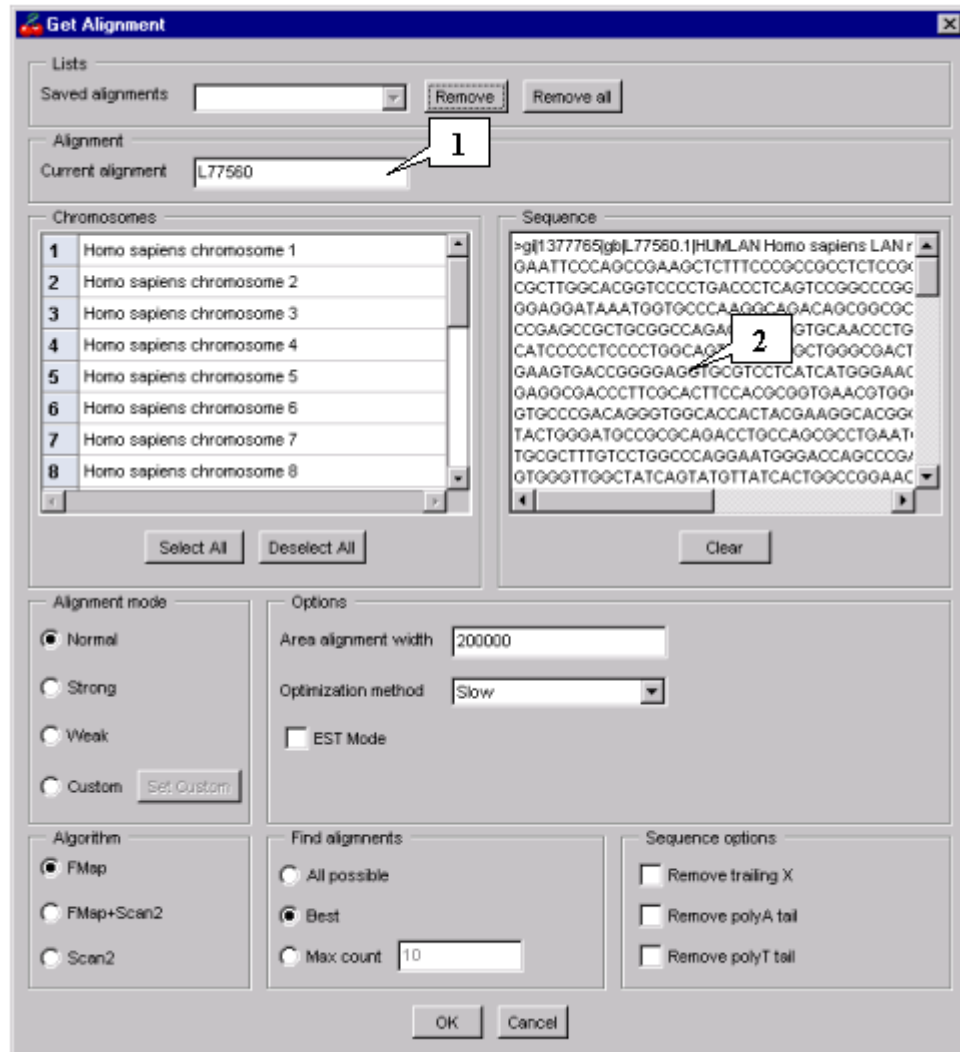 Get Alignment
Lists
Saved alignments
Remove
Remove all
Alignment
1
Current alignment
L77560
Chromosomes
1 Homo sapiens chromosome 1
2 Homo sapiens chromosome 2
3 Homo sapiens chromosome 3
4 Homo sapiens chromosome 4
5 Homo sapiens chromosome 5
6 Homo sapiens chromosome 6
7 Homo sapiens chromosome 7
8 Homo sapiens chromosome 8
Select All
Deselect All
Sequence
>gi|1377765|gb|L77560.1|HUMLAN Homo sapiens LAN
GAATTCCCAGCCGAAGCTCTTTCCCGCCGCCTCTCCG
CGCTTGGCACGGTCCCCTGACCCTCAGTCCGGCCCGG
GGAGGATAAATGGTGCCCAAGGCAGACAGCGGCGC
CCGAGCCGCTGCGGCCAGA GTGCAACCCTG
CATCCCCCTCCCCTGGCAG GCTGGGCGACT
2
GAAGTGACCGGGGAGGTGCGTCCTCATCATGGGAAC
GAGGCGACCCTTCGCACTTCCACGCGGTGAACGTGG
GTGCCCGACAGGGTGGCACCACTACGAAGGCACGG
TACTGGGATGCCGCGCAGACCTGCCAGCGCCTGAAT
TGCGCTTTGTCCTGGCCCAGGAATGGGACCAGCCCG
GTGGGTTGGCTATCAGTATGTTATCACTGGCCGGAAC
Clear
Alignment mode
Normal
Strong
Weak
Custom
Set Custom
Options
Area alignment width
200000
Optimization method
Slow
EST Mode
Algorithm
FMap
FMap+Scan2
Scan2
Find alignments
All possible
Best
Max count
10
Sequence options
Remove trailing X
Remove polyA tail
Remove polyT tail
OK
Cancel